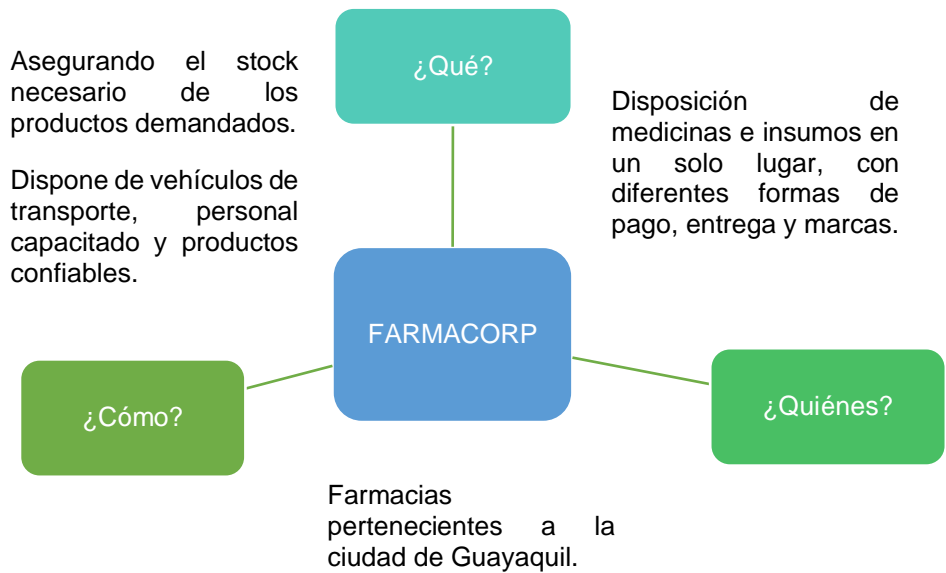 ¿Qué?
Asegurando el stock
necesario de los
productos demandados.
Dispone de vehículos de
transporte, personal
capacitado y productos
confiables.
Disposición de
medicinas e insumos en
un solo lugar, con
diferentes formas de
pago, entrega y marcas.
FARMACORP
¿Cómo?
¿Quiénes?
Farmacias
pertenecientes a la
ciudad de Guayaquil.